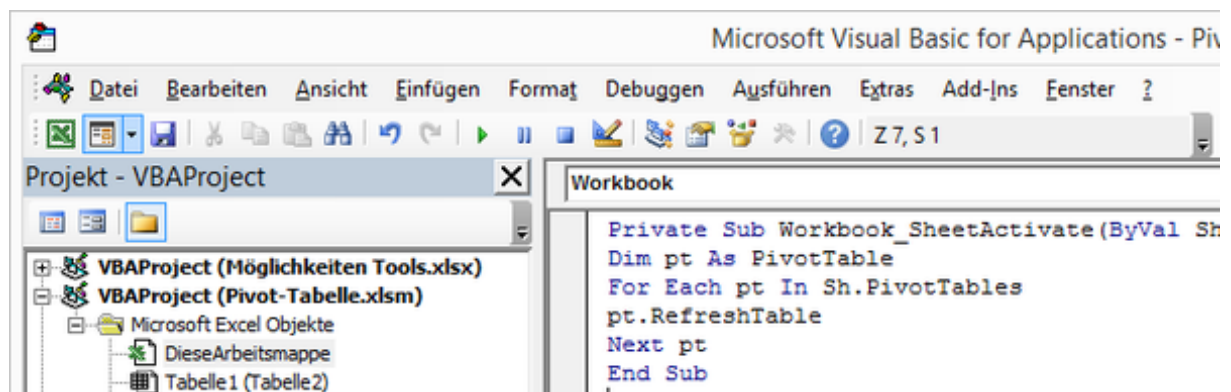 Microsoft Visual Basic for Applications - Piv
Datei Bearbeiten Ansicht Einfügen Format Debuggen Ausführen Extras Add-Ins Fenster ?
Z 7, S 1
Projekt - VBAProject
VBAProject (Möglichkeiten Tools.xlsx)
VBAProject (Pivot-Tabelle.xlsm)
Microsoft Excel Objekte
DieseArbeitsmappe
Tabelle1 (Tabelle2)
Workbook
Private Sub Workbook_SheetActivate(ByVal Sh
Dim pt As PivotTable
For Each pt In Sh.PivotTables
pt.RefreshTable
Next pt
End Sub